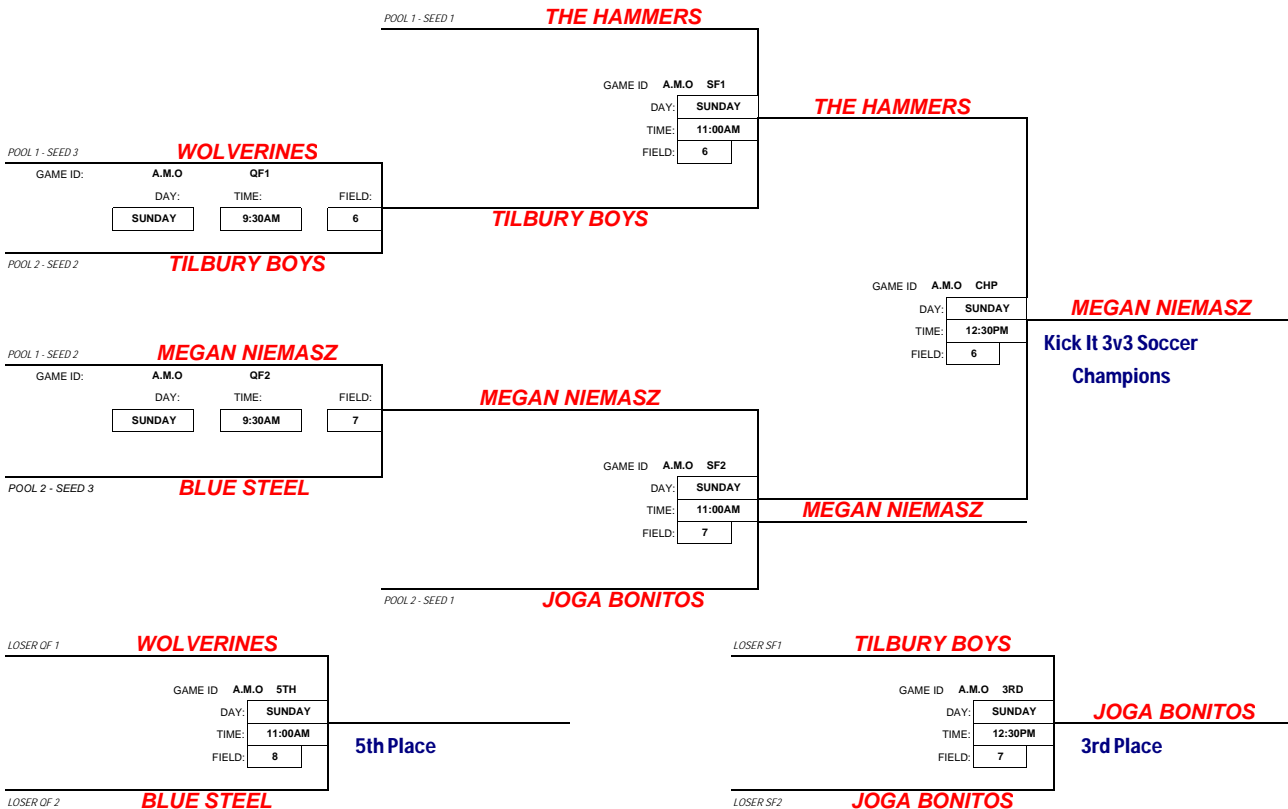 POOL 1 - SEED 1 THE HAMMERS
GAME ID A.M.O SF1
DAY: SUNDAY
TIME: 11:00AM
FIELD: 6
THE HAMMERS
POOL 1 - SEED 3 WOLVERINES
GAME ID: A.M.O QF1
DAY: TIME: FIELD:
SUNDAY 9:30AM 6
TILBURY BOYS
POOL 2 - SEED 2 TILBURY BOYS
GAME ID A.M.O CHP
DAY: SUNDAY
TIME: 12:30PM
FIELD: 6
MEGAN NIEMASZ
Kick It 3v3 Soccer
Champions
POOL 1 - SEED 2 MEGAN NIEMASZ
GAME ID: A.M.O QF2
DAY: TIME: FIELD:
SUNDAY 9:30AM 7
MEGAN NIEMASZ
POOL 2 - SEED 3 BLUE STEEL
GAME ID A.M.O SF2
DAY: SUNDAY
TIME: 11:00AM
FIELD: 7
MEGAN NIEMASZ
POOL 2 - SEED 1 JOGA BONITOS
LOSER QF 1 WOLVERINES
GAME ID A.M.O 5TH
DAY: SUNDAY
TIME: 11:00AM
FIELD: 8
5th Place
LOSER QF 2 BLUE STEEL
LOSER SF1 TILBURY BOYS
GAME ID A.M.O 3RD
DAY: SUNDAY
TIME: 12:30PM
FIELD: 7
JOGA BONITOS
3rd Place
LOSER SF2 JOGA BONITOS